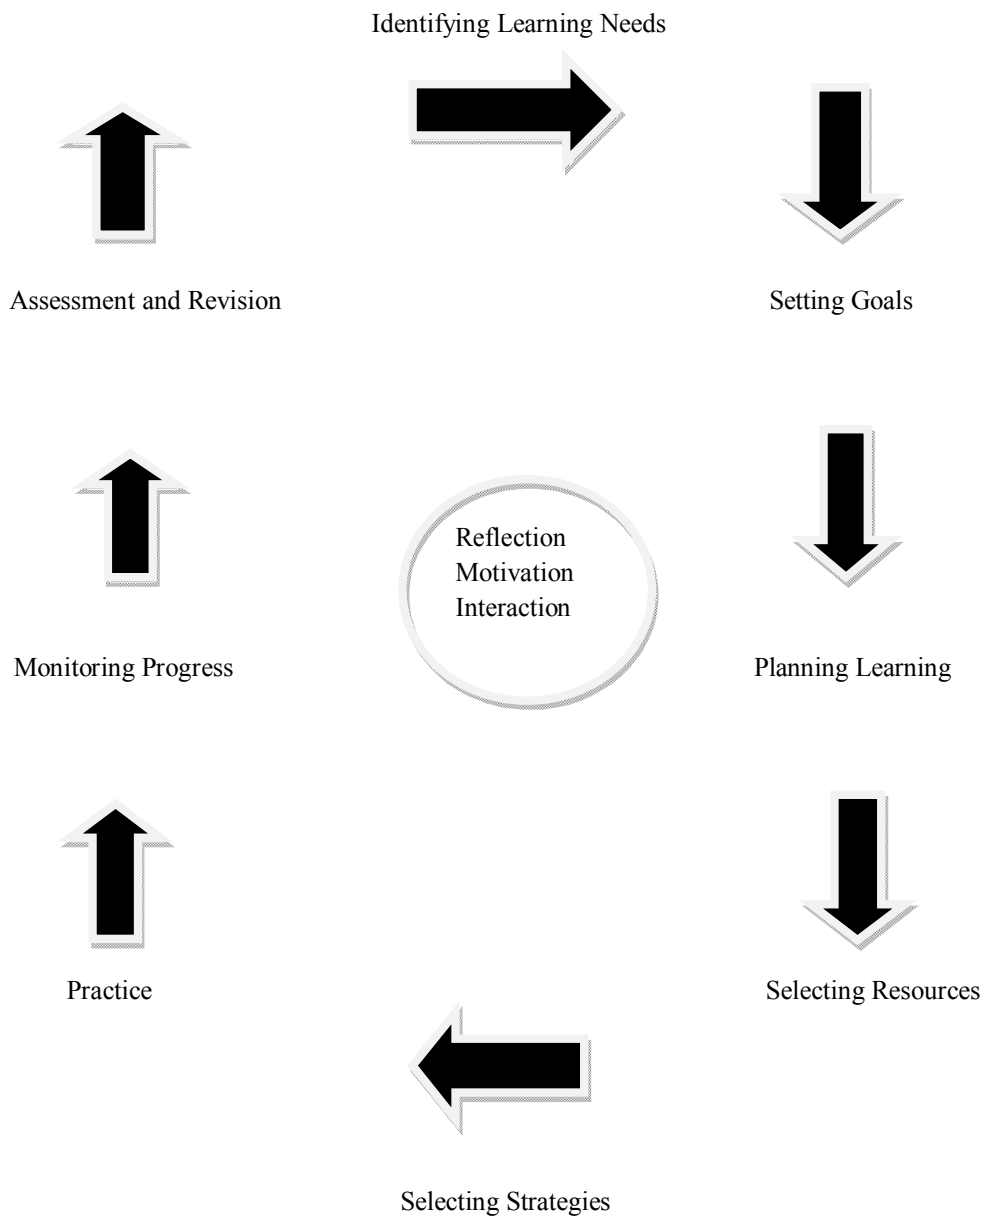 Identifying Learning Needs
Assessment and Revision
Setting Goals
Reflection
Motivation
Interaction
Monitoring Progress
Planning Learning
Practice
Selecting Resources
Selecting Strategies